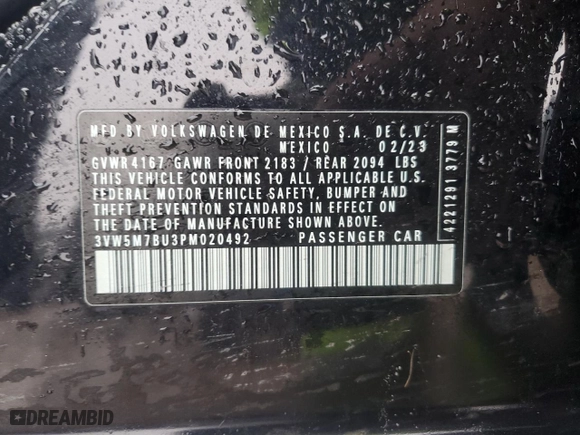 MFD. BY VOLKSWAGEN DE MEXICO S.A. DE C.V.
MEXICO 02/23
GVWR 4167 GAWR FRONT 2183 / REAR 2094 LBS
THIS VEHICLE CONFORMS TO ALL APPLICABLE U.S.
FEDERAL MOTOR VEHICLE SAFETY, BUMPER AND
THEFT PREVENTION STANDARDS IN EFFECT ON
THE DATE OF MANUFACTURE SHOWN ABOVE.
3VW5M7BU3PM020492 PASSENGER CAR
42212291 3779 M
DREAMBID